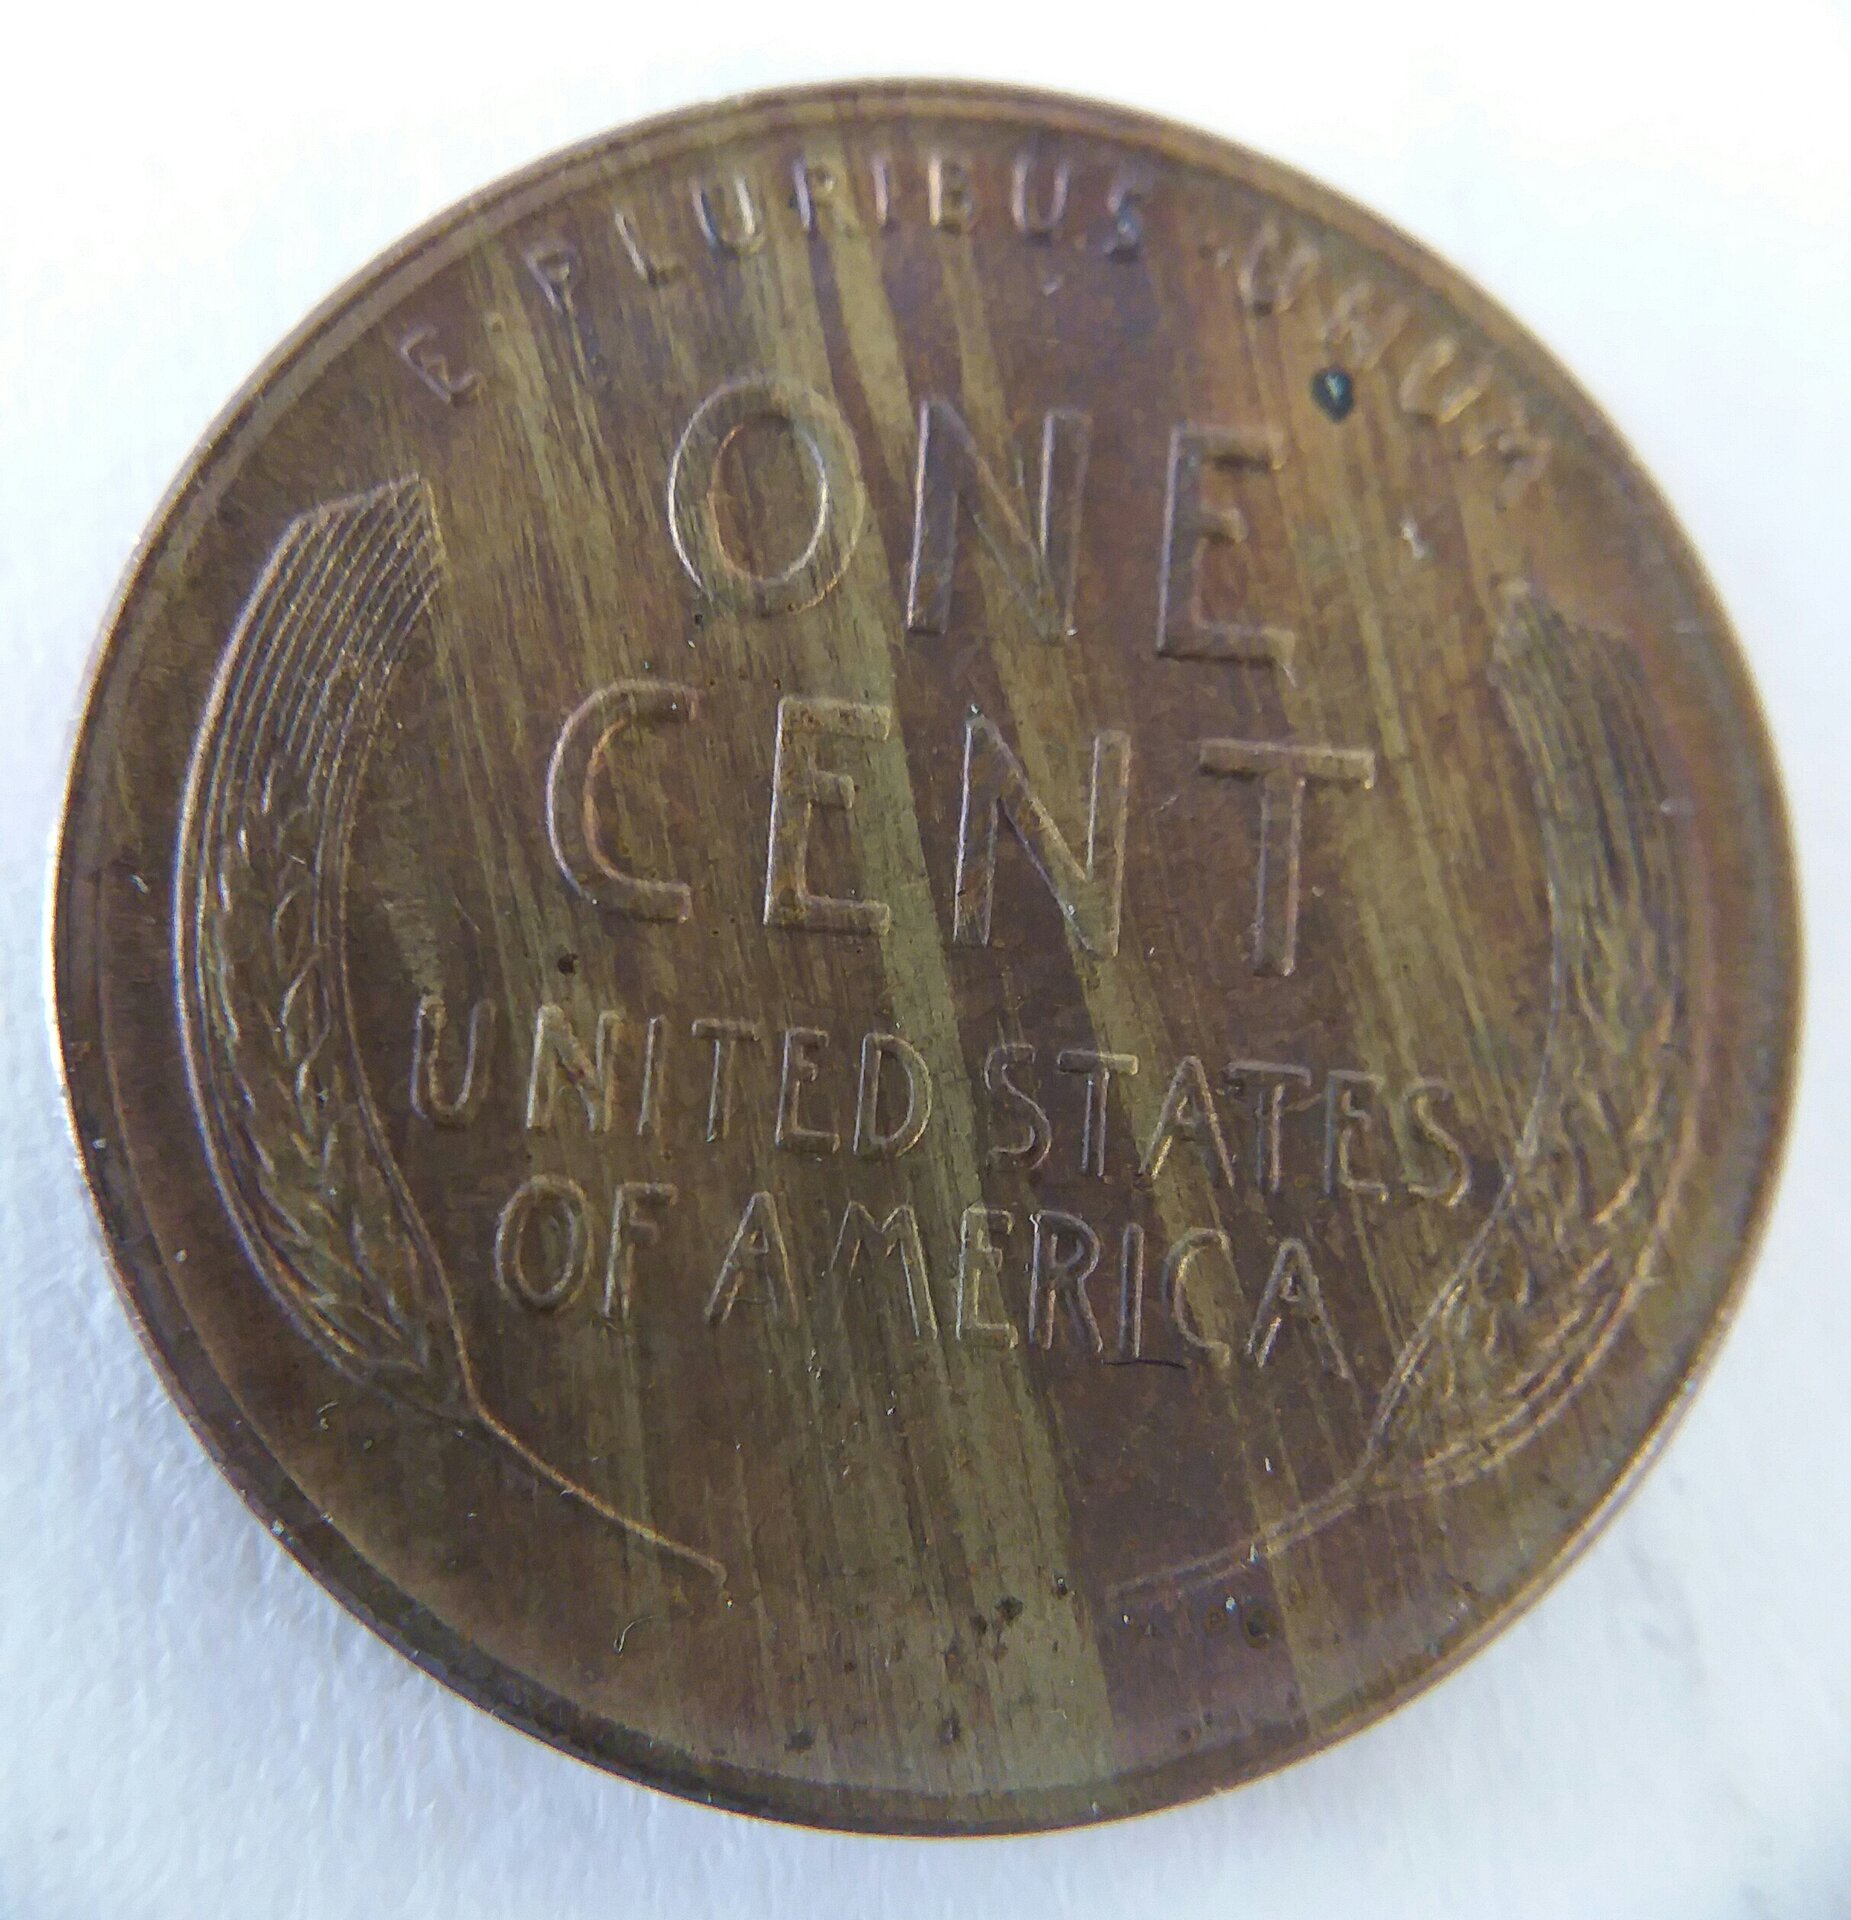 E PLURIBUS UNUM
ONE
CENT
UNITED STATES
OF AMERICA